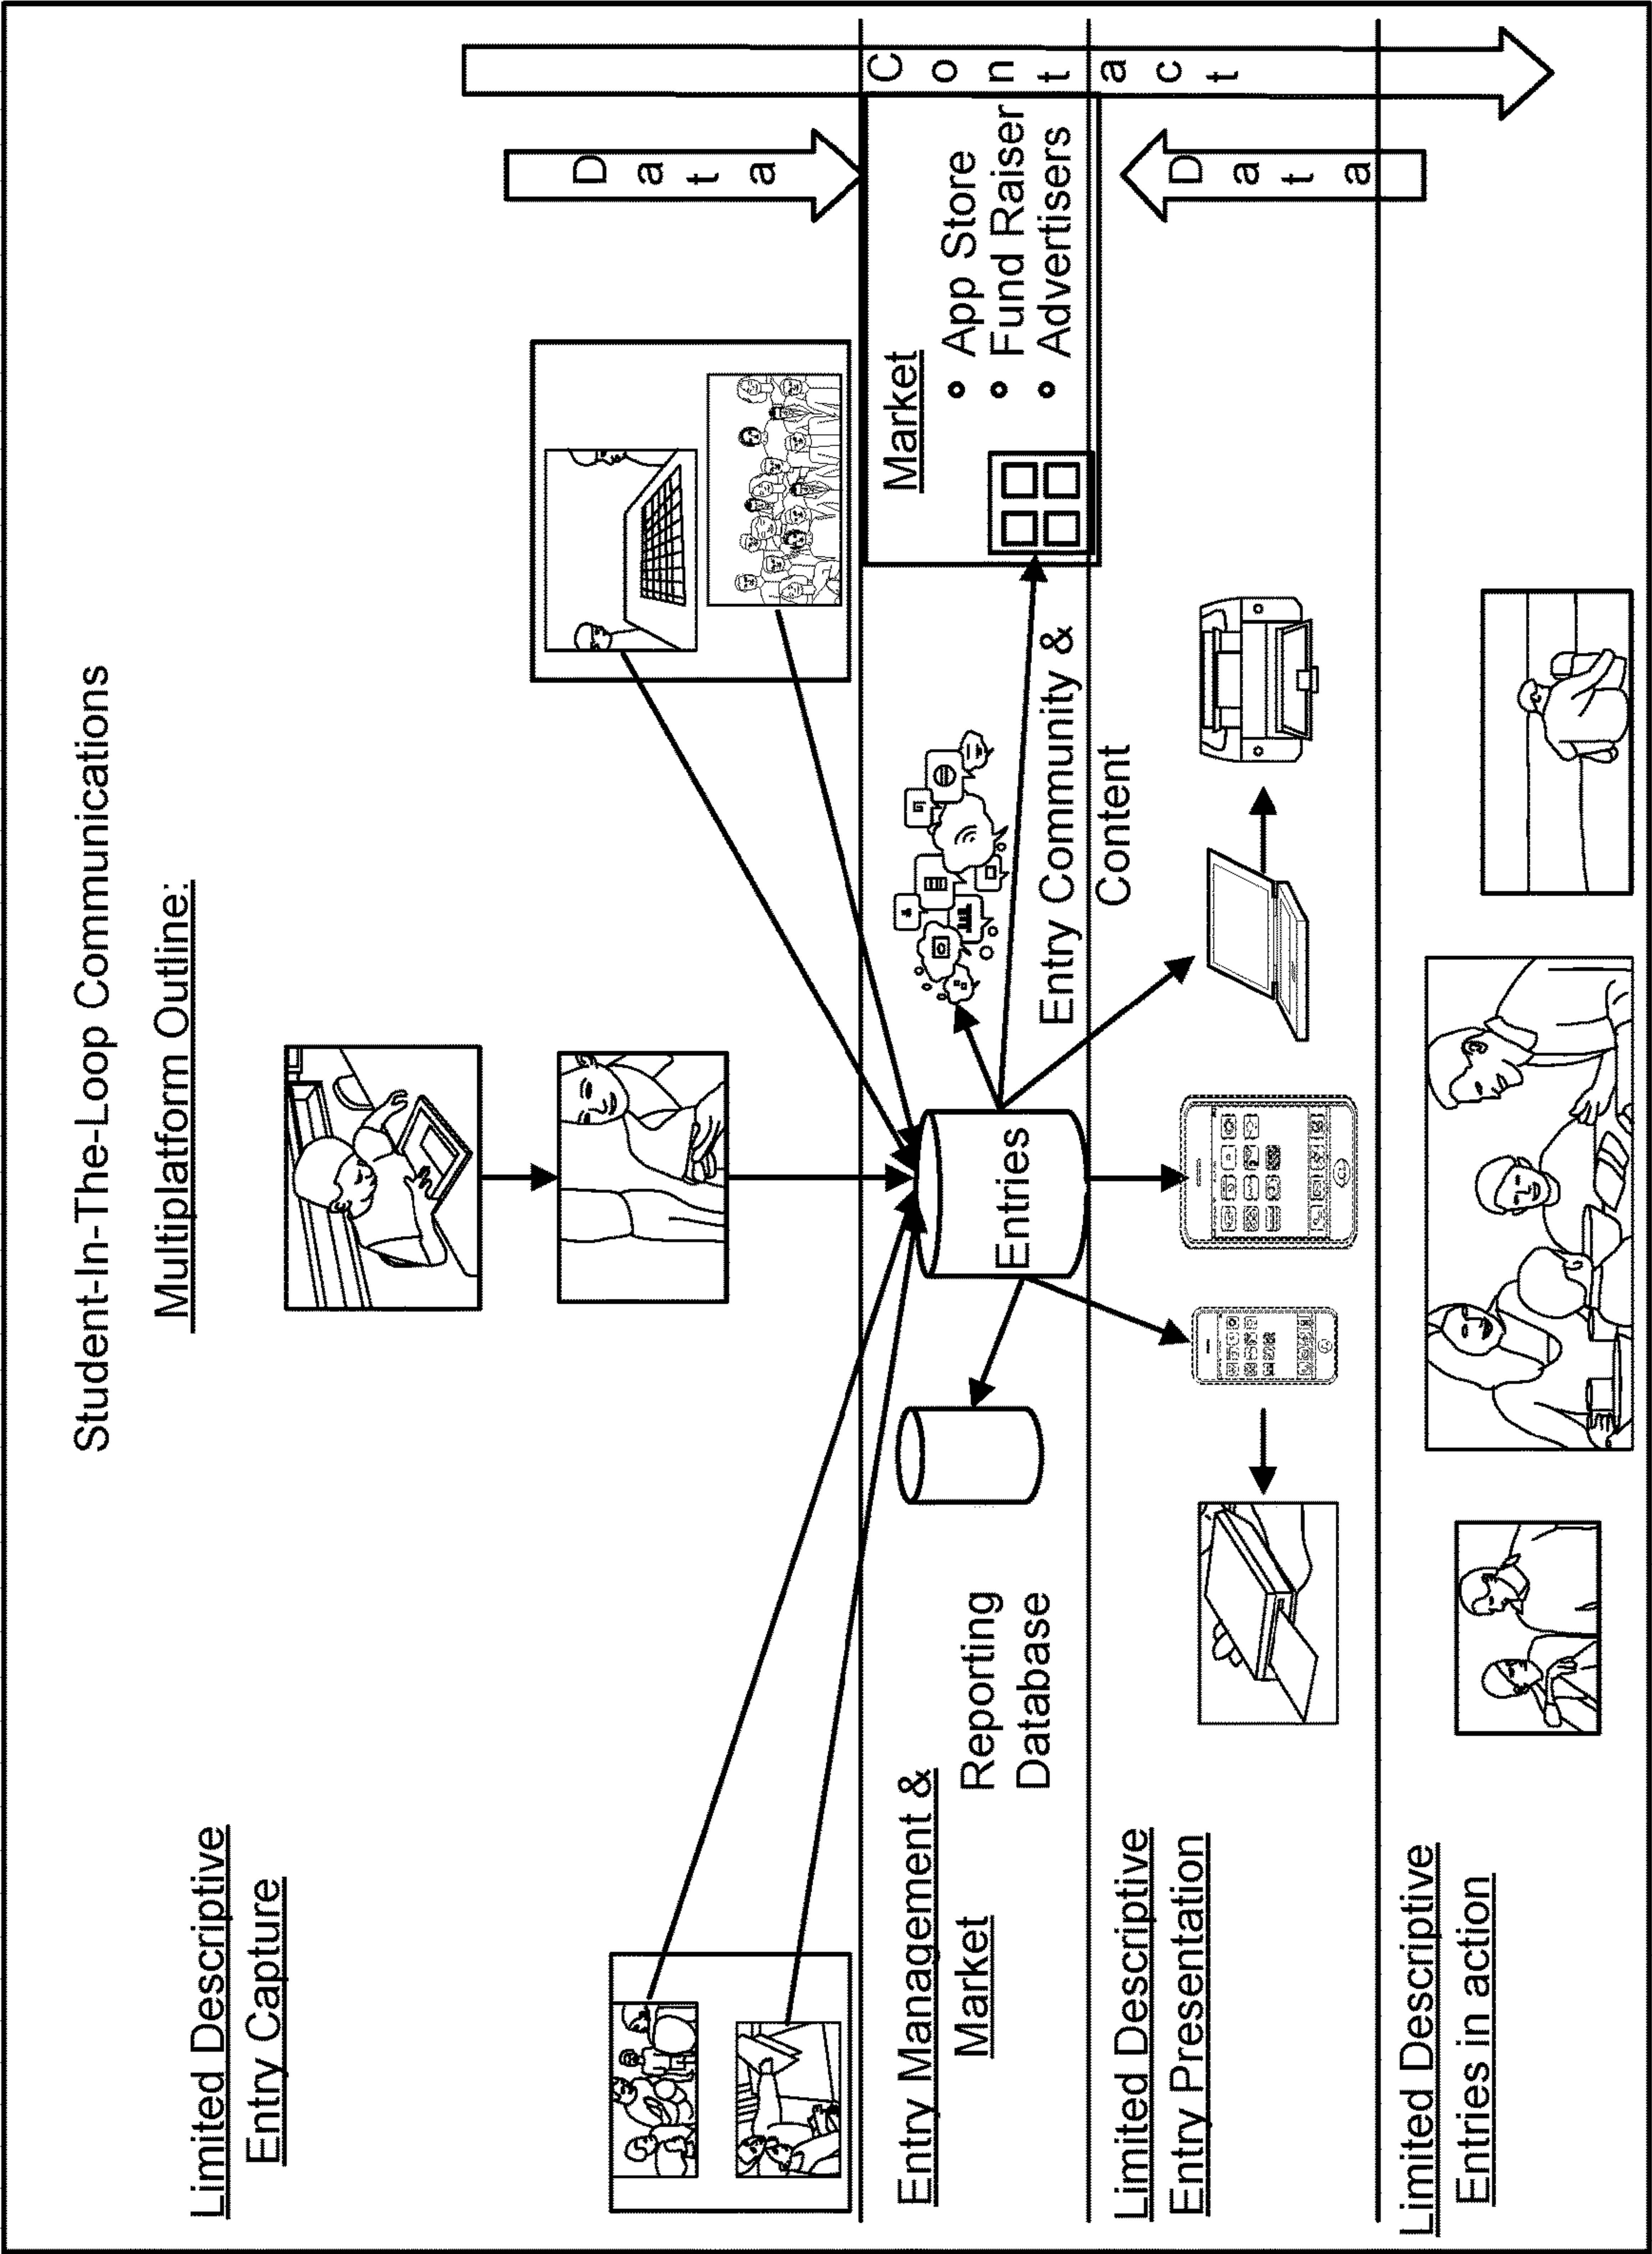 Student-In-The-Loop Communications
Multiplatform Outline:
Limited Descriptive
Entry Capture
Data
Contact
Entry Management &
Market
Reporting
Database
Entries
Entry Community &
Content
Market
App Store
Fund Raiser
Advertisers
Limited Descriptive
Entry Presentation
Data
Limited Descriptive
Entries in action